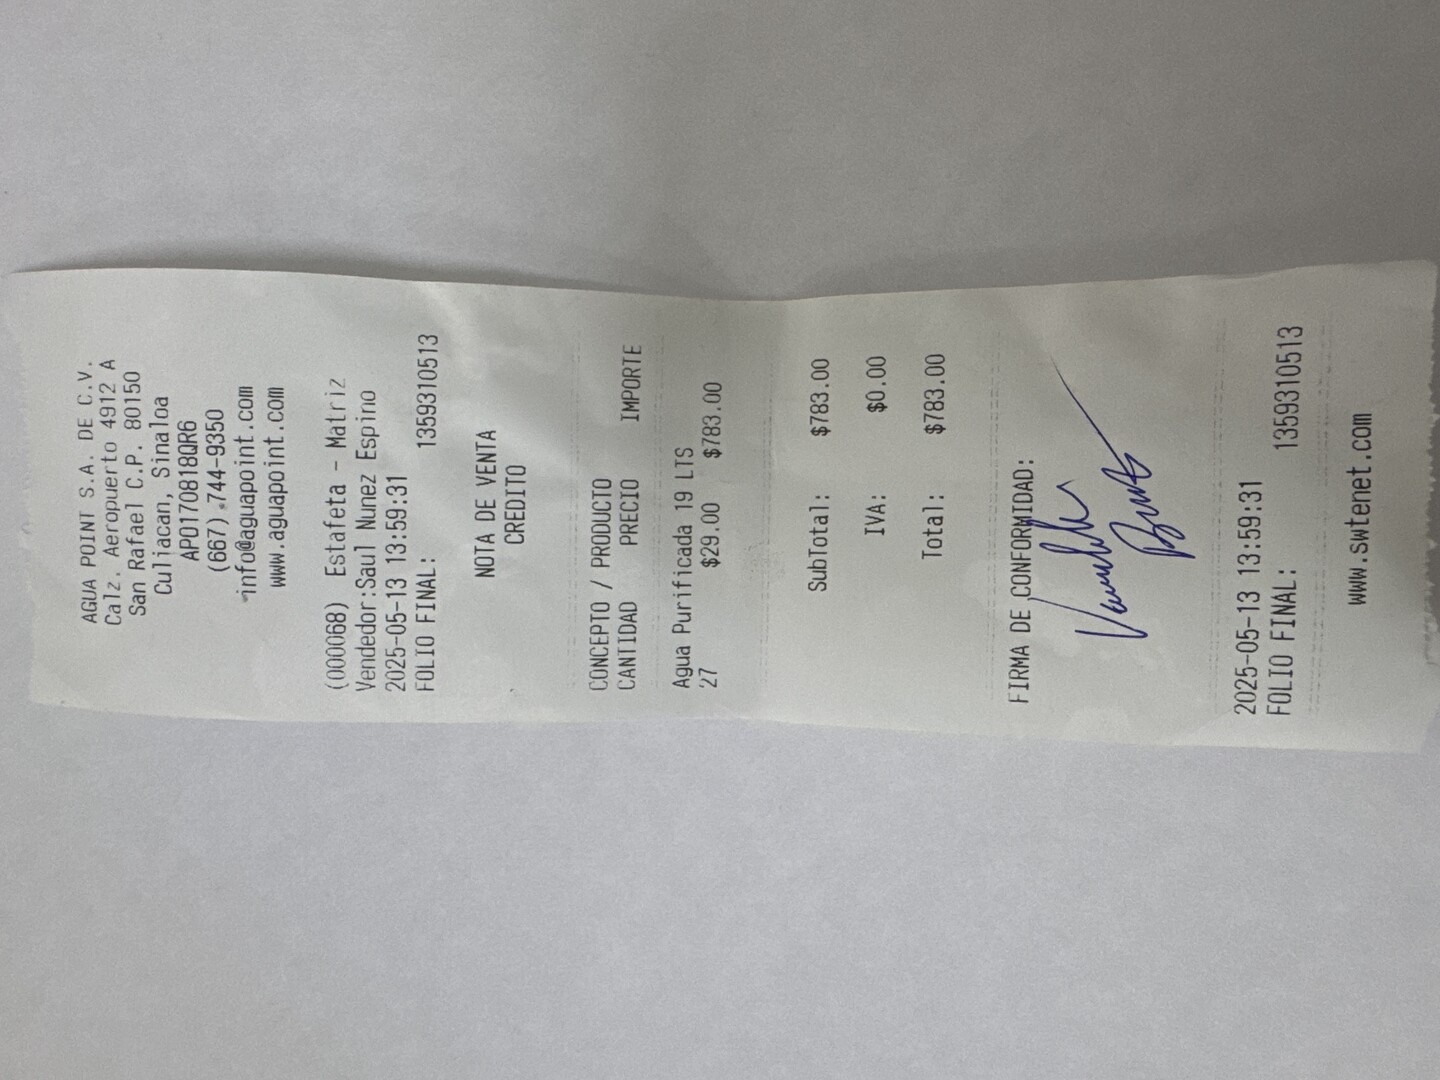 AGUA POINT S.A. DE C.V.
Calz. Aeropuerto 4912 A
San Rafael C.P. 80150
Culiacan, Sinaloa
APO170818QR6
(667) 744-9350
info@aguapoint.com
www.aguapoint.com
(000068) Estafeta - Matriz
Vendedor:Saul Nunez Espino
2025-05-13 13:59:31
FOLIO FINAL: 1359310513
NOTA DE VENTA
CREDITO
CONCEPTO / PRODUCTO
CANTIDAD PRECIO IMPORTE
Agua Purificada 19 LTS
27 $29.00 $783.00
SubTotal: $783.00
IVA: $0.00
Total: $783.00
FIRMA DE CONFORMIDAD:
2025-05-13 13:59:31
FOLIO FINAL: 1359310513
www.swtenet.com